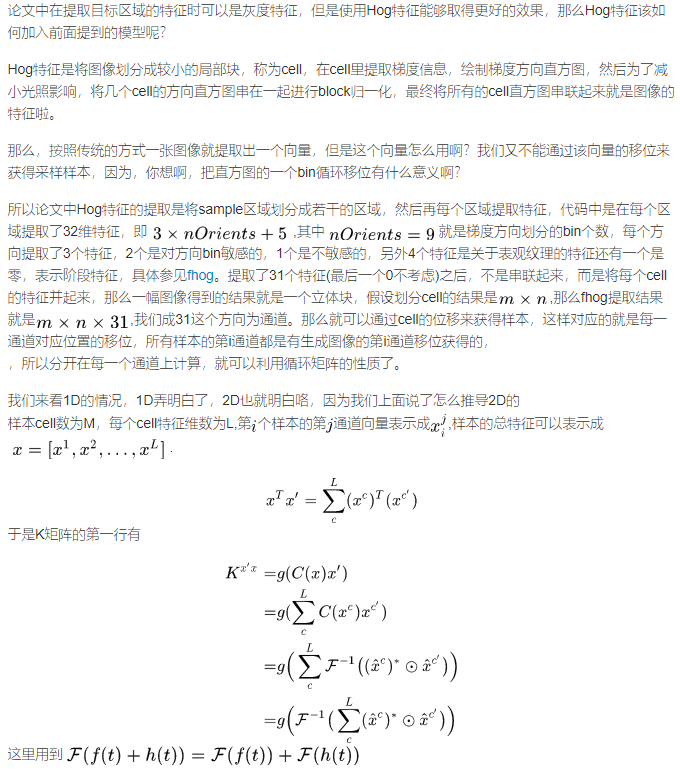 论文中在提取目标区域的特征时可以是灰度特征，但是使用Hog特征能够取得更好的效果，那么Hog特征该如
何加入前面提到的模型呢？
Hog特征是将图像划分成较小的局部块，称为cell，在cell里提取梯度信息，绘制梯度方向直方图，然后为了减
小光照影响，将几个cell的方向直方图串在一起进行block归一化，最终将所有的cell直方图串联起来就是图像的
特征啦。
那么，按照传统的方式一张图像就提取出一个向量，但是这个向量怎么用啊？我们又不能通过该向量的移位来
获得采样样本，因为，你想啊，把直方图的一个bin循环移位有什么意义啊？
所以论文中Hog特征的提取是将sample区域划分成若干的区域，然后再每个区域提取特征，代码中是在每个区
域提取了32维特征，即 3 × nOrients + 5 ,其中 nOrients = 9 就是梯度方向划分的bin个数，每个方
向提取了3个特征，2个是对方向bin敏感的，1个是不敏感的，另外4个特征是关于表观纹理的特征还有一个是
零，表示阶段特征，具体参见fhog。提取了31个特征(最后一个0不考虑)之后，不是串联起来，而是将每个cell
的特征并起来，那么一幅图像得到的结果就是一个立体块，假设划分cell的结果是m × n,那么fhog提取结果
就是m × n × 31,我们成31这个方向为通道。那么就可以通过cell的位移来获得样本，这样对应的就是每一
通道对应位置的移位，所有样本的第i通道都是有生成图像的第i通道移位获得的，
，所以分开在每一个通道上计算，就可以利用循环矩阵的性质了。
我们来看1D的情况，1D弄明白了，2D也就明白咯，因为我们上面说了怎么推导2D的
样本cell数为M，每个cell特征维数为L,第i个样本的第j通道向量表示成x_i^j,样本的总特征可以表示成
x = [x^1, x^2, . . . , x^L] .
x^T x′ = ∑_c^L (x^c)^T (x^{c′})
于是K矩阵的第一行有
K^{x′x} =g(C(x)x′)
=g(∑_c^L C(x^c)x^{c′})
=g(∑_c^L F^{−1}((x̂^c)^* ⊙ x̂^{c′}))
=g(F^{−1}(∑_c^L (x̂^c)^* ⊙ x̂^{c′}))
这里用到 F(f(t) + h(t)) = F(f(t)) + F(h(t))